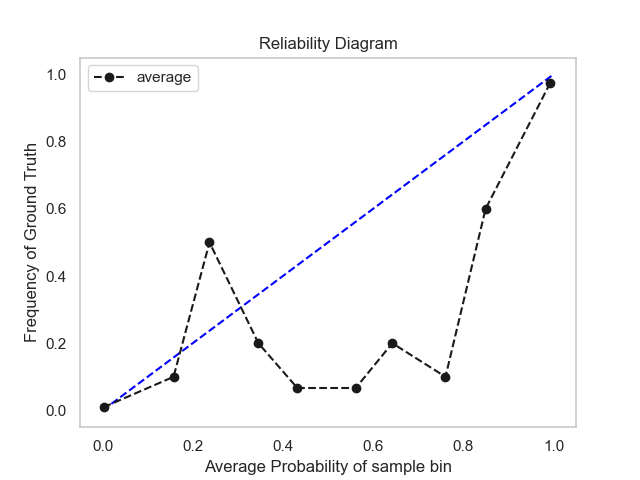 Reliability Diagram
average
Frequency of Ground Truth
1.0
0.8
0.6
0.4
0.2
0.0
0.0 0.2 0.4 0.6 0.8 1.0
Average Probability of sample bin